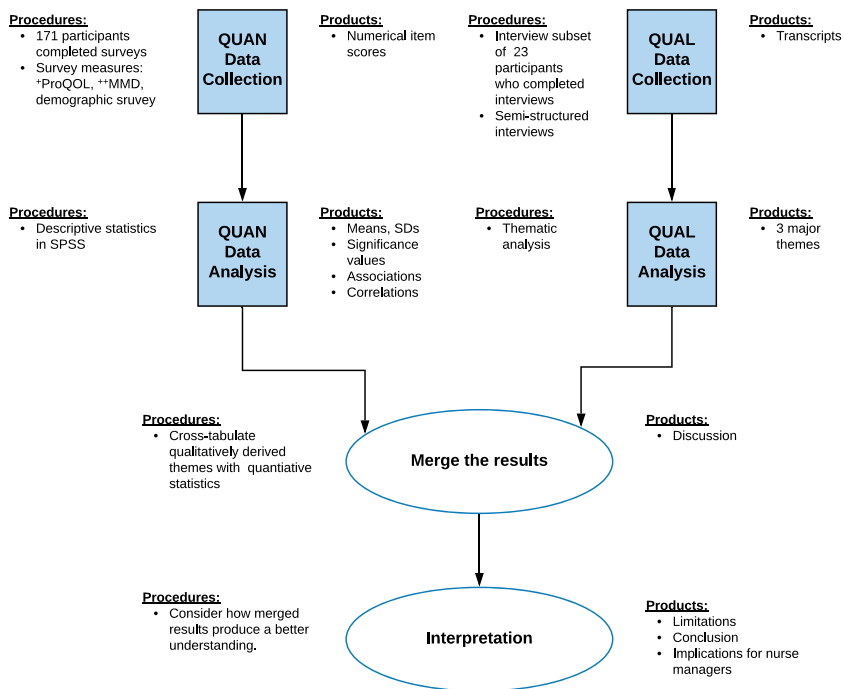 Procedures:
• 171 participants
completed surveys
• Survey measures:
+ProQOL, ++MMD,
demographic sruvey
QUAN
Data
Collection
Products:
• Numerical item
scores
Procedures:
• Interview subset
of 23
participants
who completed
interviews
• Semi-structured
interviews
QUAL
Data
Collection
Products:
• Transcripts
Procedures:
• Descriptive statistics
in SPSS
QUAN
Data
Analysis
Products:
• Means, SDs
• Significance
values
• Associations
• Correlations
Procedures:
• Thematic
analysis
QUAL
Data
Analysis
Products:
• 3 major
themes
Procedures:
• Cross-tabulate
qualitatively derived
themes with quantiative
statistics
Merge the results
Products:
• Discussion
Procedures:
• Consider how merged
results produce a better
understanding.
Interpretation
Products:
• Limitations
• Conclusion
• Implications for nurse
managers